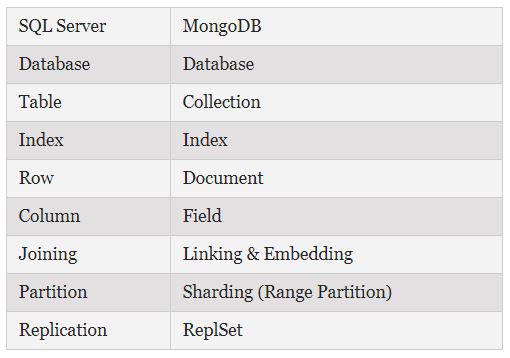 SQL Server MongoDB
Database Database
Table Collection
Index Index
Row Document
Column Field
Joining Linking & Embedding
Partition Sharding (Range Partition)
Replication ReplSet